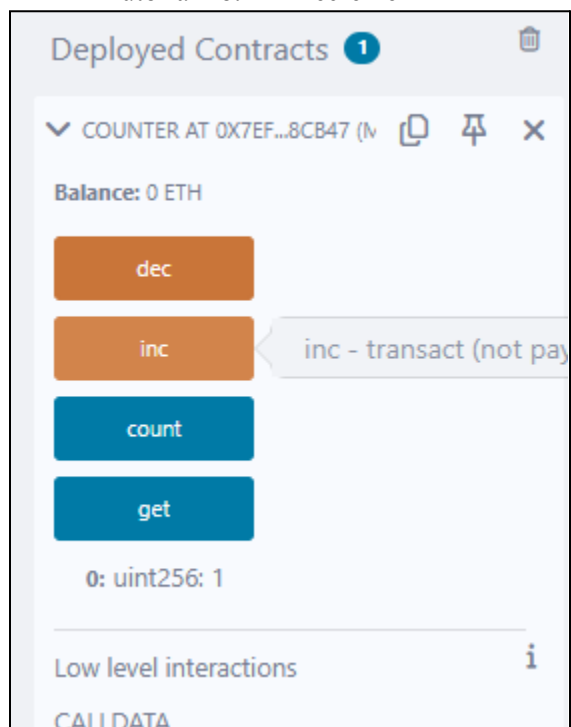 Deployed Contracts 1
COUNTER AT 0X7EF...8CB47 (M
Balance: 0 ETH
dec
inc
inc - transact (not pay
count
get
0: uint256: 1
Low level interactions
i
CALLDATA